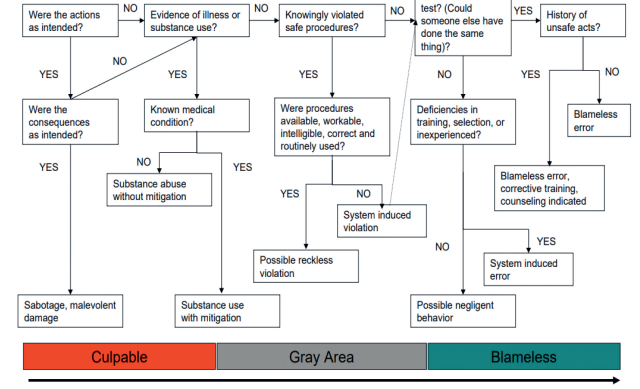 Were the actions
as intended?
NO
Evidence of illness or
substance use?
NO
Knowingly violated
safe procedures?
NO
test? (Could
someone else have
done the same
thing)?
YES
History of
unsafe acts?
YES
NO
YES
YES
NO
YES
NO
Were the
consequences
as intended?
Known medical
condition?
Were procedures
available, workable,
intelligible, correct and
routinely used?
Deficiencies in
training, selection, or
inexperienced?
Blameless
error
YES
NO
YES
Substance abuse
without mitigation
YES
NO
System induced
violation
Blameless error,
corrective training,
counseling indicated
Possible reckless
violation
NO
YES
System induced
error
Sabotage, malevolent
damage
Substance use
with mitigation
Possible negligent
behavior
Culpable
Gray Area
Blameless